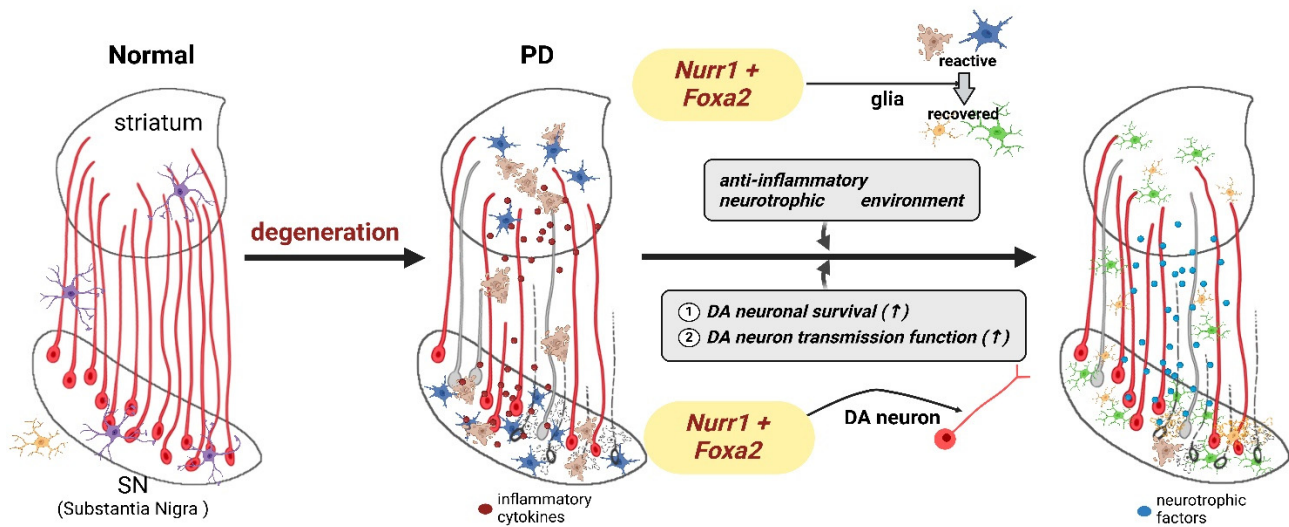 Normal
striatum
SN
(Substantia Nigra )
degeneration
PD
inflammatory
cytokines
Nurr1 +
Foxa2
glia
reactive
recovered
anti-inflammatory
neurotrophic environment
1 DA neuronal survival (↑)
2 DA neuron transmission function (↑)
Nurr1 +
Foxa2
DA neuron
neurotrophic
factors